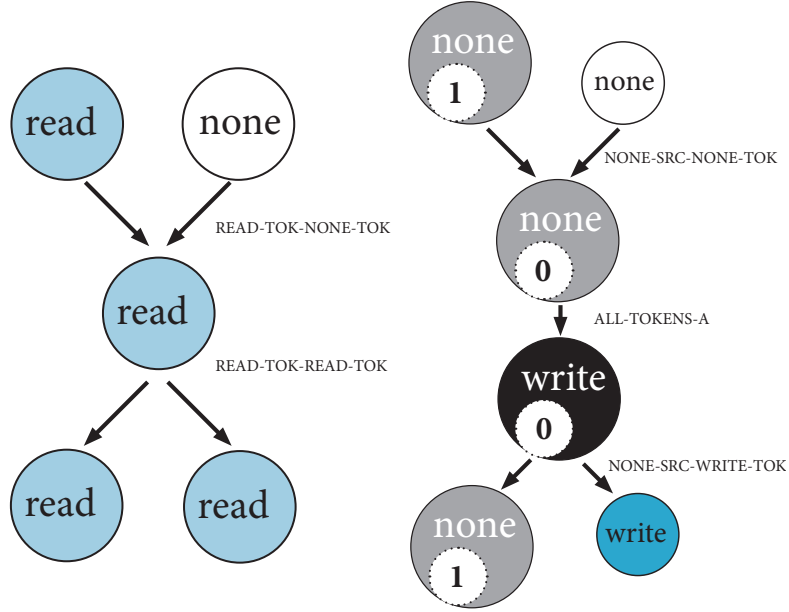 read
none
READ-TOK-NONE-TOK
read
READ-TOK-READ-TOK
read
read
none
1
none
NONE-SRC-NONE-TOK
none
0
ALL-TOKENS-A
write
0
NONE-SRC-WRITE-TOK
none
1
write